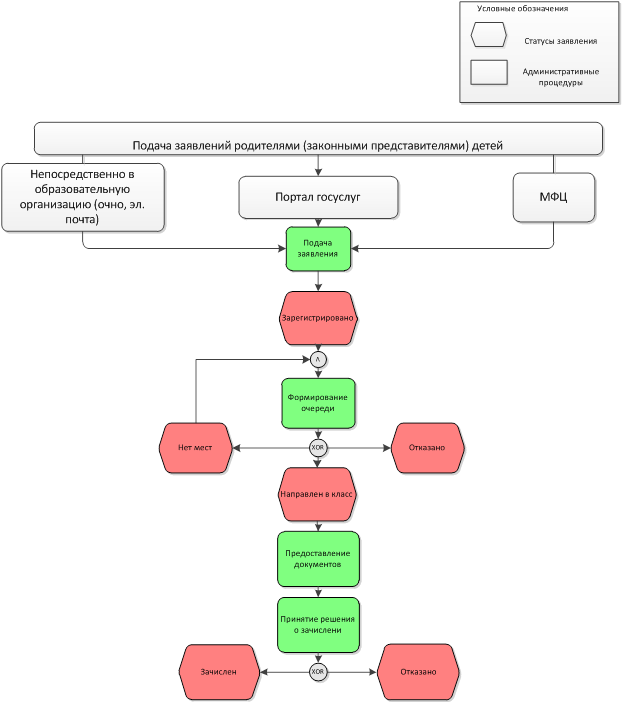 Условные обозначения
Статусы заявления
Административные
процедуры
Подача заявлений родителями (законными представителями) детей
Непосредственно в
образовательную
организацию (очно, эл.
почта)
Портал госуслуг
МФЦ
Подача
заявления
Зарегистрировано
Λ
Формирование
очереди
Нет мест
XOR
Отказано
Направлен в класс
Предоставление
документов
Принятие решения
о зачислени
Зачислен
XOR
Отказано